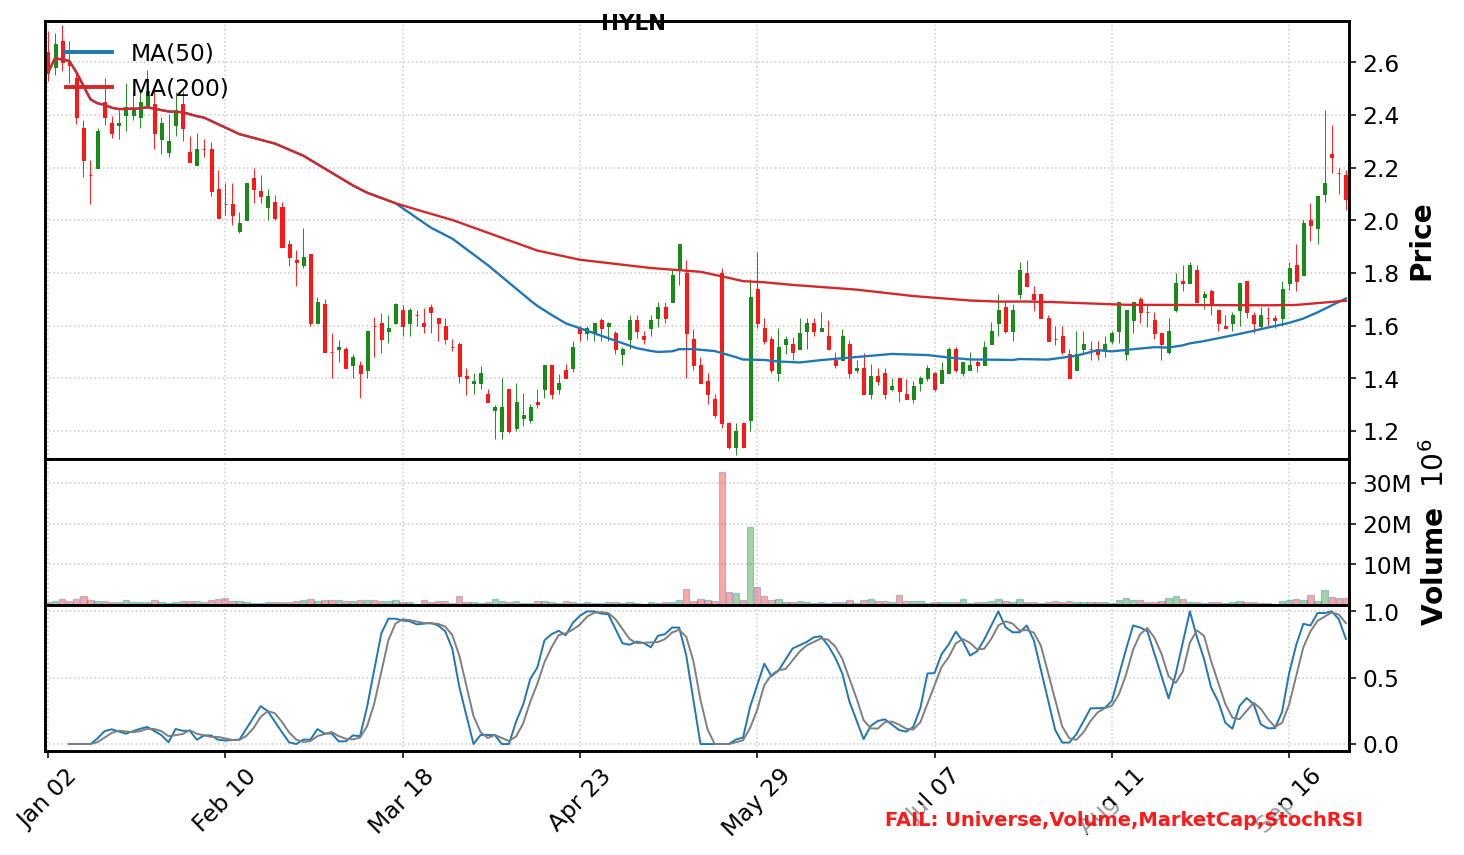 HYLN
MA(50)
MA(200)
2.6
2.4
2.2
2.0
1.8
1.6
1.4
1.2
Price
30M
20M
10M
Volume 10^6
1.0
0.5
0.0
Jan 02
Feb 10
Mar 18
Apr 23
May 29
Jul 07
Aug 11
Sep 16
FAIL: Universe,Volume,MarketCap,StochRSI